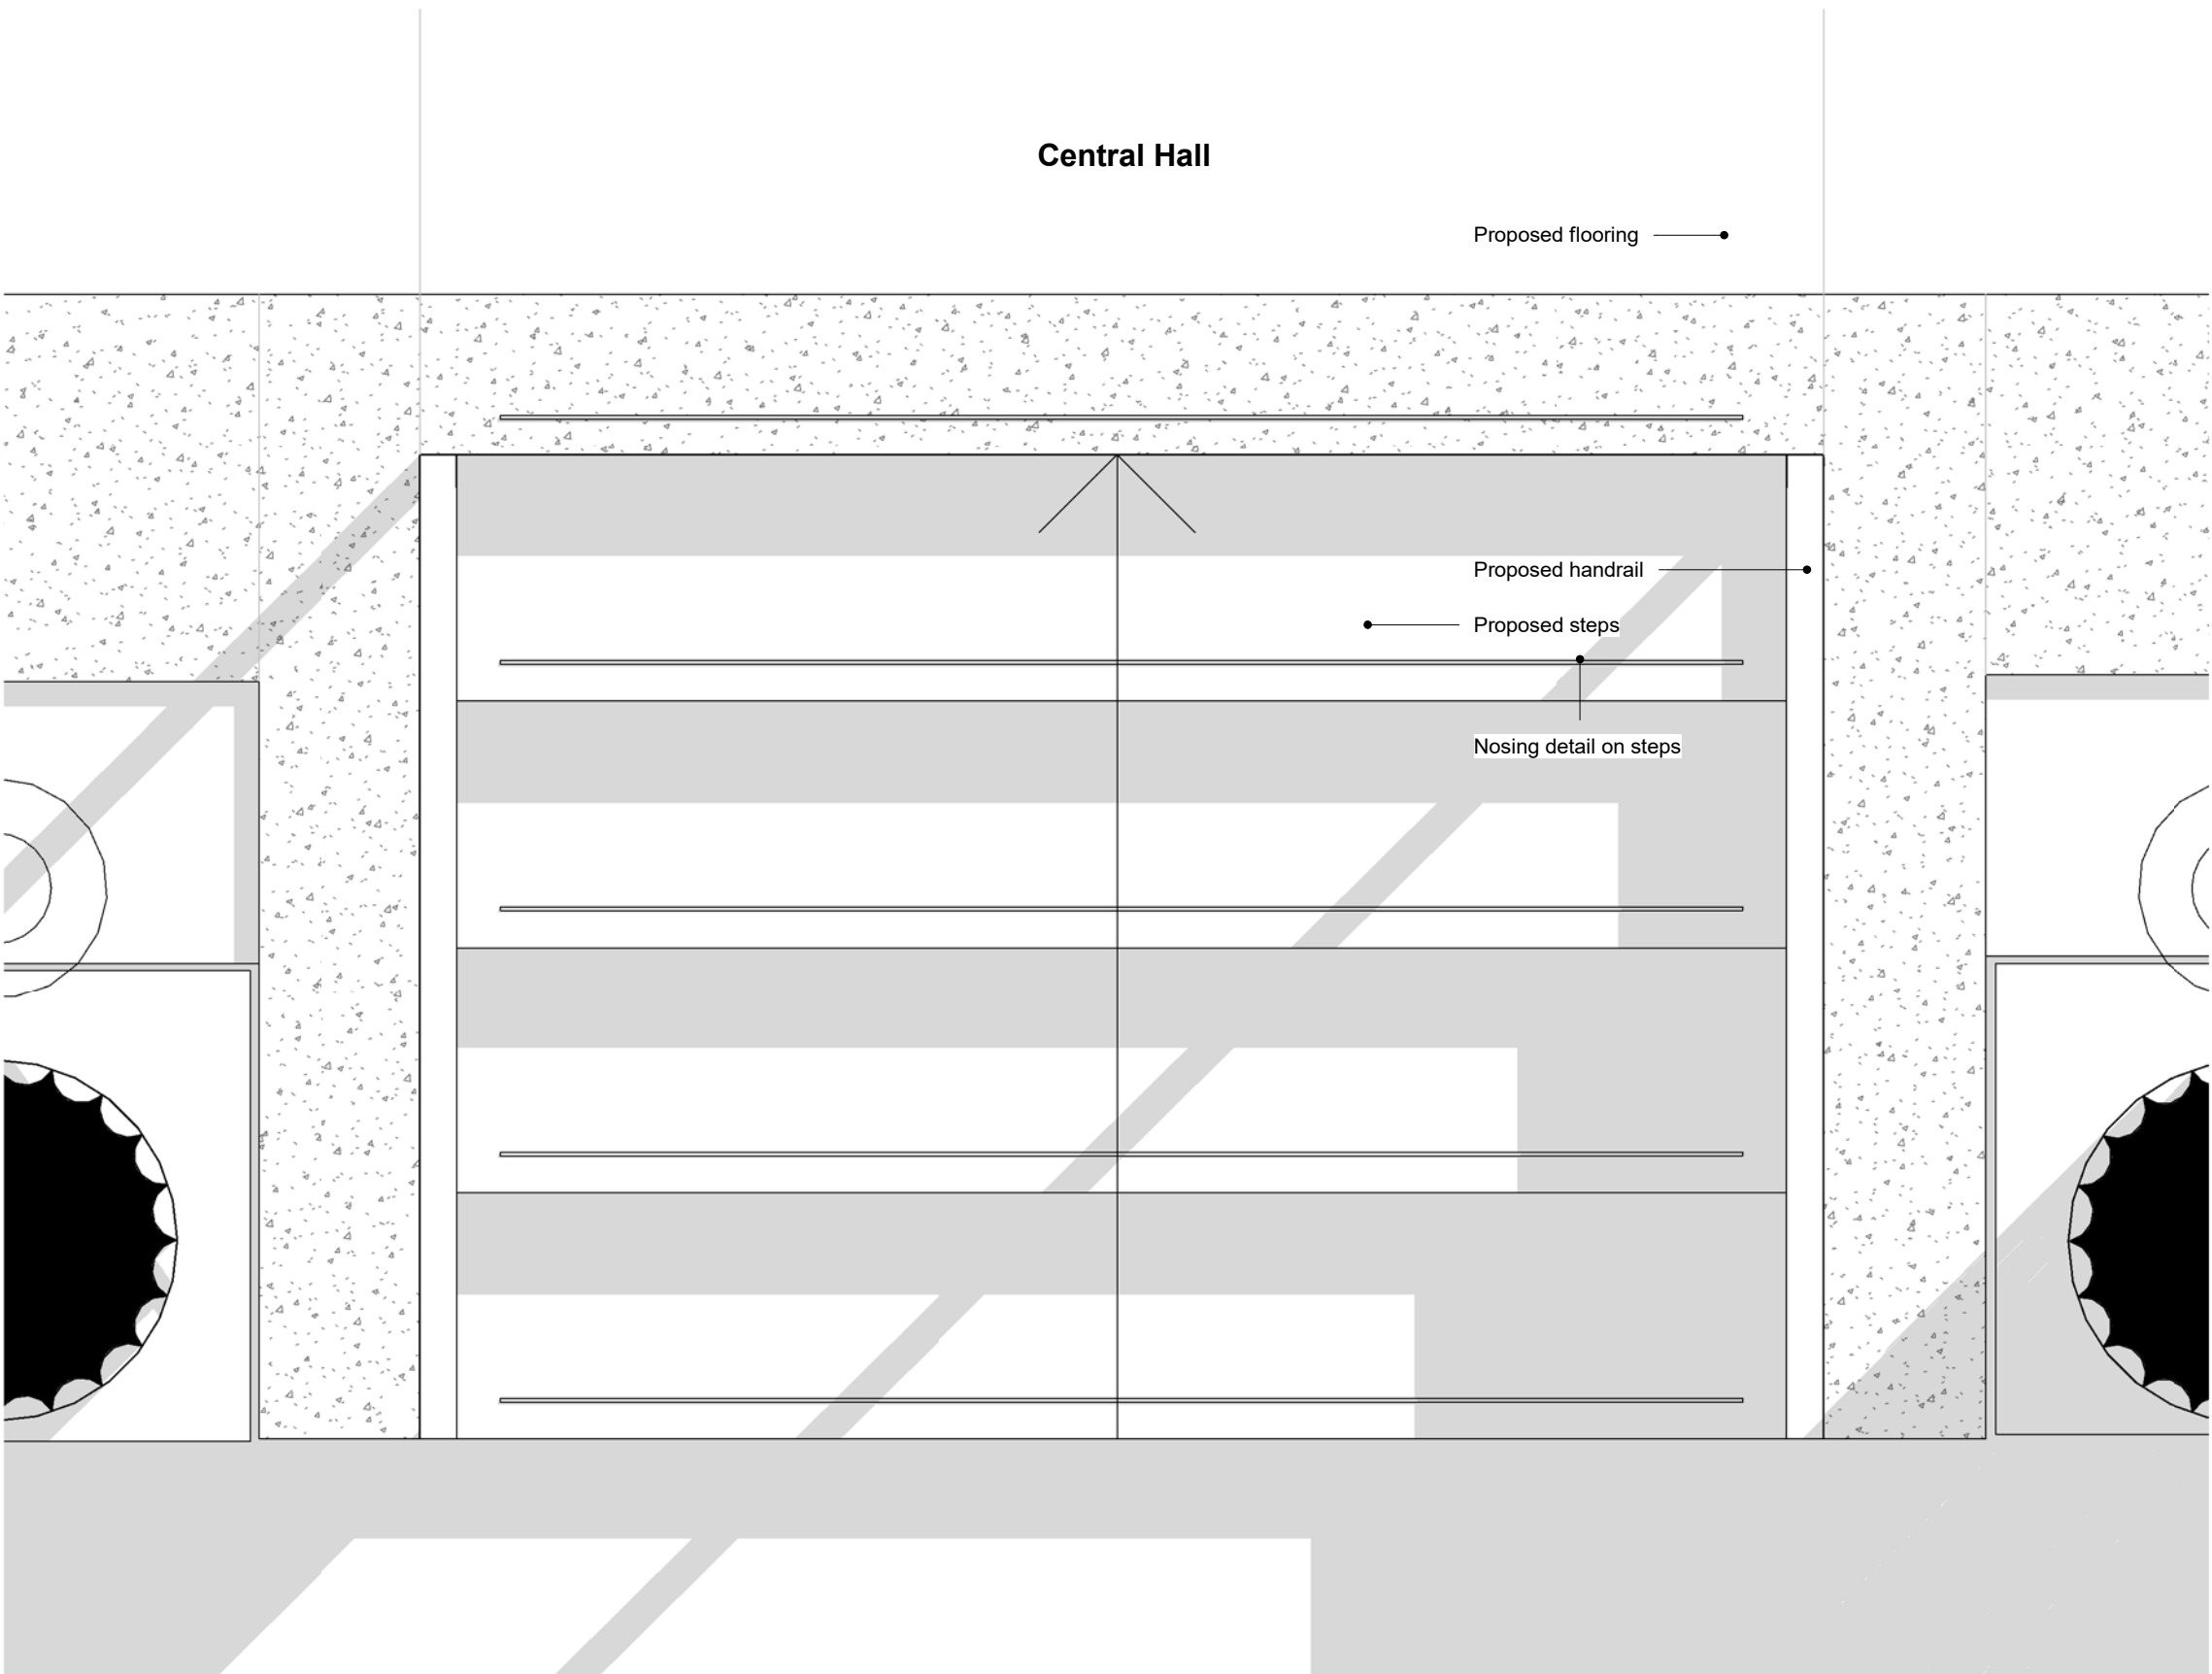 Central Hall
Proposed flooring
Proposed handrail
Proposed steps
Nosing detail on steps